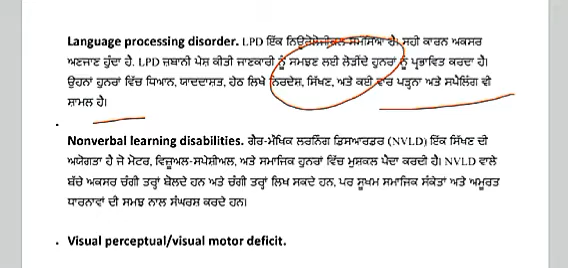 Language processing disorder. LPD ਇੱਕ ਨਿਊਰੋਲੋਜੀਕਲ ਸਮੱਸਿਆ ਹੈ। ਸਹੀ ਕਾਰਨ ਅਕਸਰ
ਅਣਜਾਣ ਹੁੰਦਾ ਹੈ. LPD ਜ਼ਬਾਨੀ ਪੇਸ਼ ਕੀਤੀ ਜਾਣਕਾਰੀ ਨੂੰ ਸਮਝਣ ਲਈ ਲੋੜੀਂਦੇ ਹੁਨਰਾਂ ਨੂੰ ਪ੍ਰਭਾਵਿਤ ਕਰਦਾ ਹੈ।
ਉਹਨਾਂ ਹੁਨਰਾਂ ਵਿੱਚ ਧਿਆਨ, ਯਾਦਦਾਸ਼ਤ, ਹੇਠ ਲਿਖੇ ਨਿਰਦੇਸ਼, ਸਿੱਖਣ, ਅਤੇ ਕਈ ਵਾਰ ਪੜ੍ਹਨਾ ਅਤੇ ਸਪੈਲਿੰਗ ਵੀ
ਸ਼ਾਮਲ ਹੈ।
Nonverbal learning disabilities. ਗੈਰ-ਮੌਖਿਕ ਲਰਨਿੰਗ ਡਿਸਆਰਡਰ (NVLD) ਇੱਕ ਸਿੱਖਣ ਦੀ
ਅਯੋਗਤਾ ਹੈ ਜੋ ਮੋਟਰ, ਵਿਜ਼ੂਅਲ-ਸਪੇਸ਼ੀਅਲ, ਅਤੇ ਸਮਾਜਿਕ ਹੁਨਰਾਂ ਵਿੱਚ ਮੁਸ਼ਕਲ ਪੈਦਾ ਕਰਦੀ ਹੈ। NVLD ਵਾਲੇ
ਬੱਚੇ ਅਕਸਰ ਚੰਗੀ ਤਰ੍ਹਾਂ ਬੋਲਦੇ ਹਨ ਅਤੇ ਚੰਗੀ ਤਰ੍ਹਾਂ ਲਿਖ ਸਕਦੇ ਹਨ, ਪਰ ਸੂਖਮ ਸਮਾਜਿਕ ਸੰਕੇਤਾਂ ਅਤੇ ਅਮੂਰਤ
ਧਾਰਨਾਵਾਂ ਦੀ ਸਮਝ ਨਾਲ ਸੰਘਰਸ਼ ਕਰਦੇ ਹਨ।
Visual perceptual/visual motor deficit.